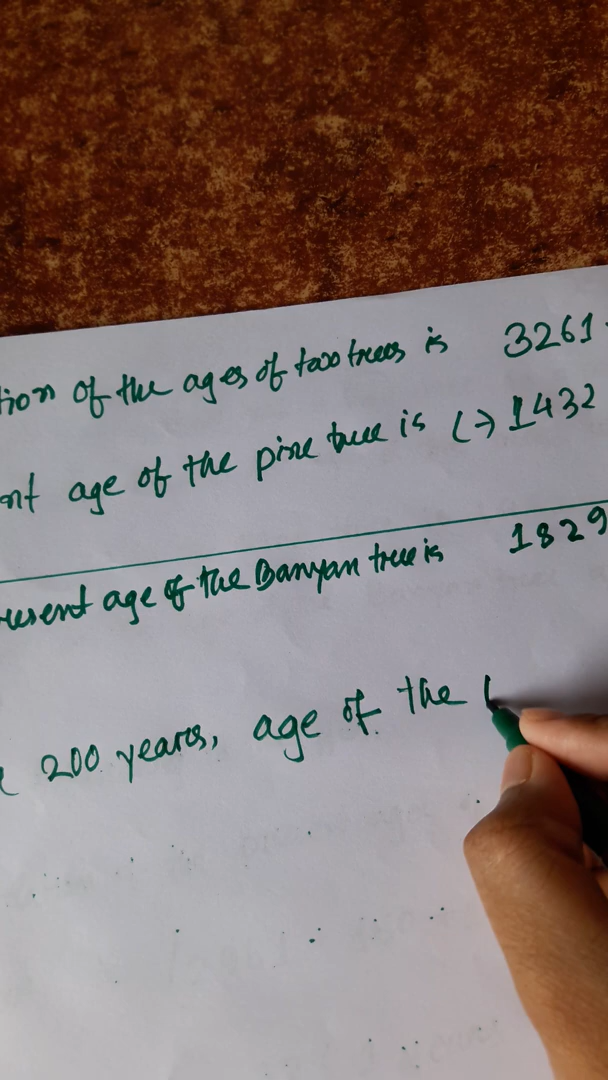 tion of the ages of two trees is 3261
nt age of the pine tree is (-) 1432
resent age of the Banyan tree is 1829
200 years, age of the